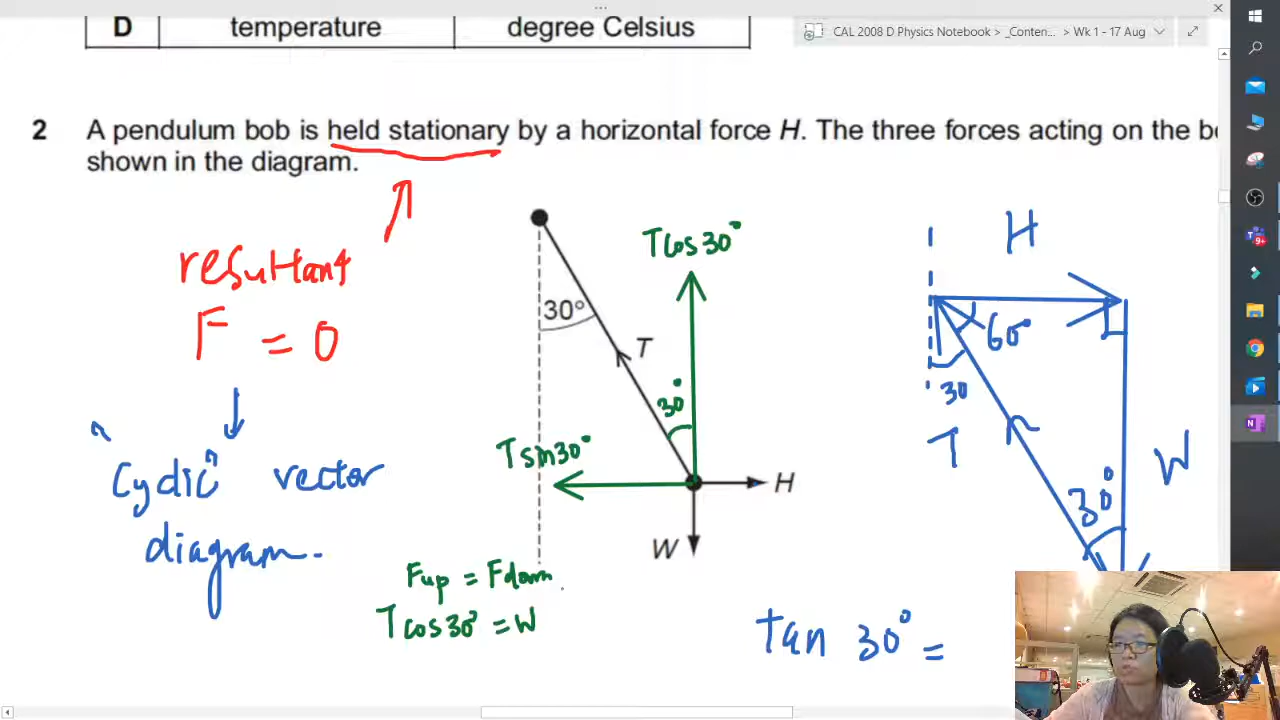 D temperature degree Celsius
CAL 2008 D Physics Notebook > _Conten... > Wk 1 - 17 Aug
2 A pendulum bob is held stationary by a horizontal force H. The three forces acting on the b
shown in the diagram.
resultant
F = 0
"Cyclic" vector
diagram.
Tcos30°
30°
T
30°
Tsin30°
H
W
Fup = Fdown
Tcos30° = W
H
60°
30
T
W
30°
tan 30° =
9+